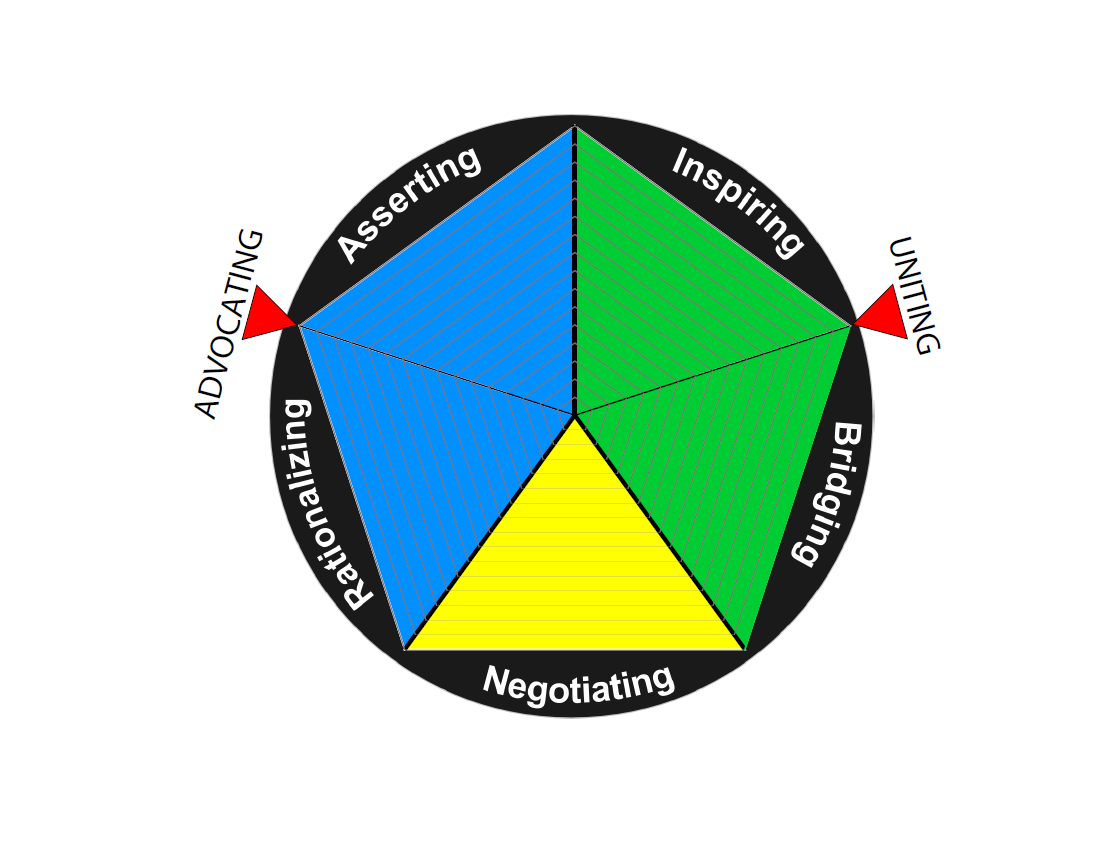 Asserting
Inspiring
ADVOCATING
UNITING
Rationalizing
Bridging
Negotiating